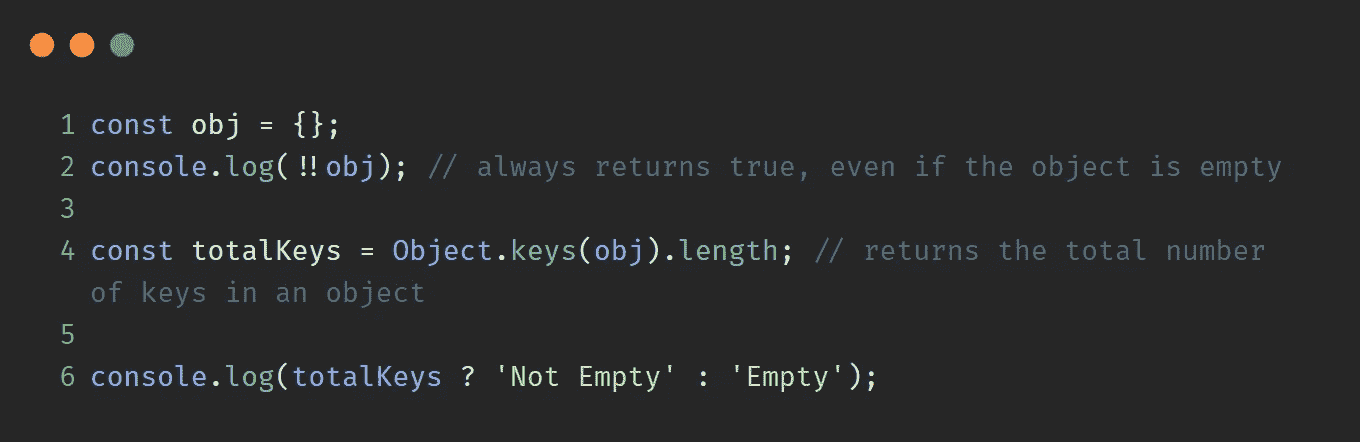 1 const obj = {};
2 console.log(!!obj); // always returns true, even if the object is empty
3
4 const totalKeys = Object.keys(obj).length; // returns the total number
of keys in an object
5
6 console.log(totalKeys ? 'Not Empty' : 'Empty');